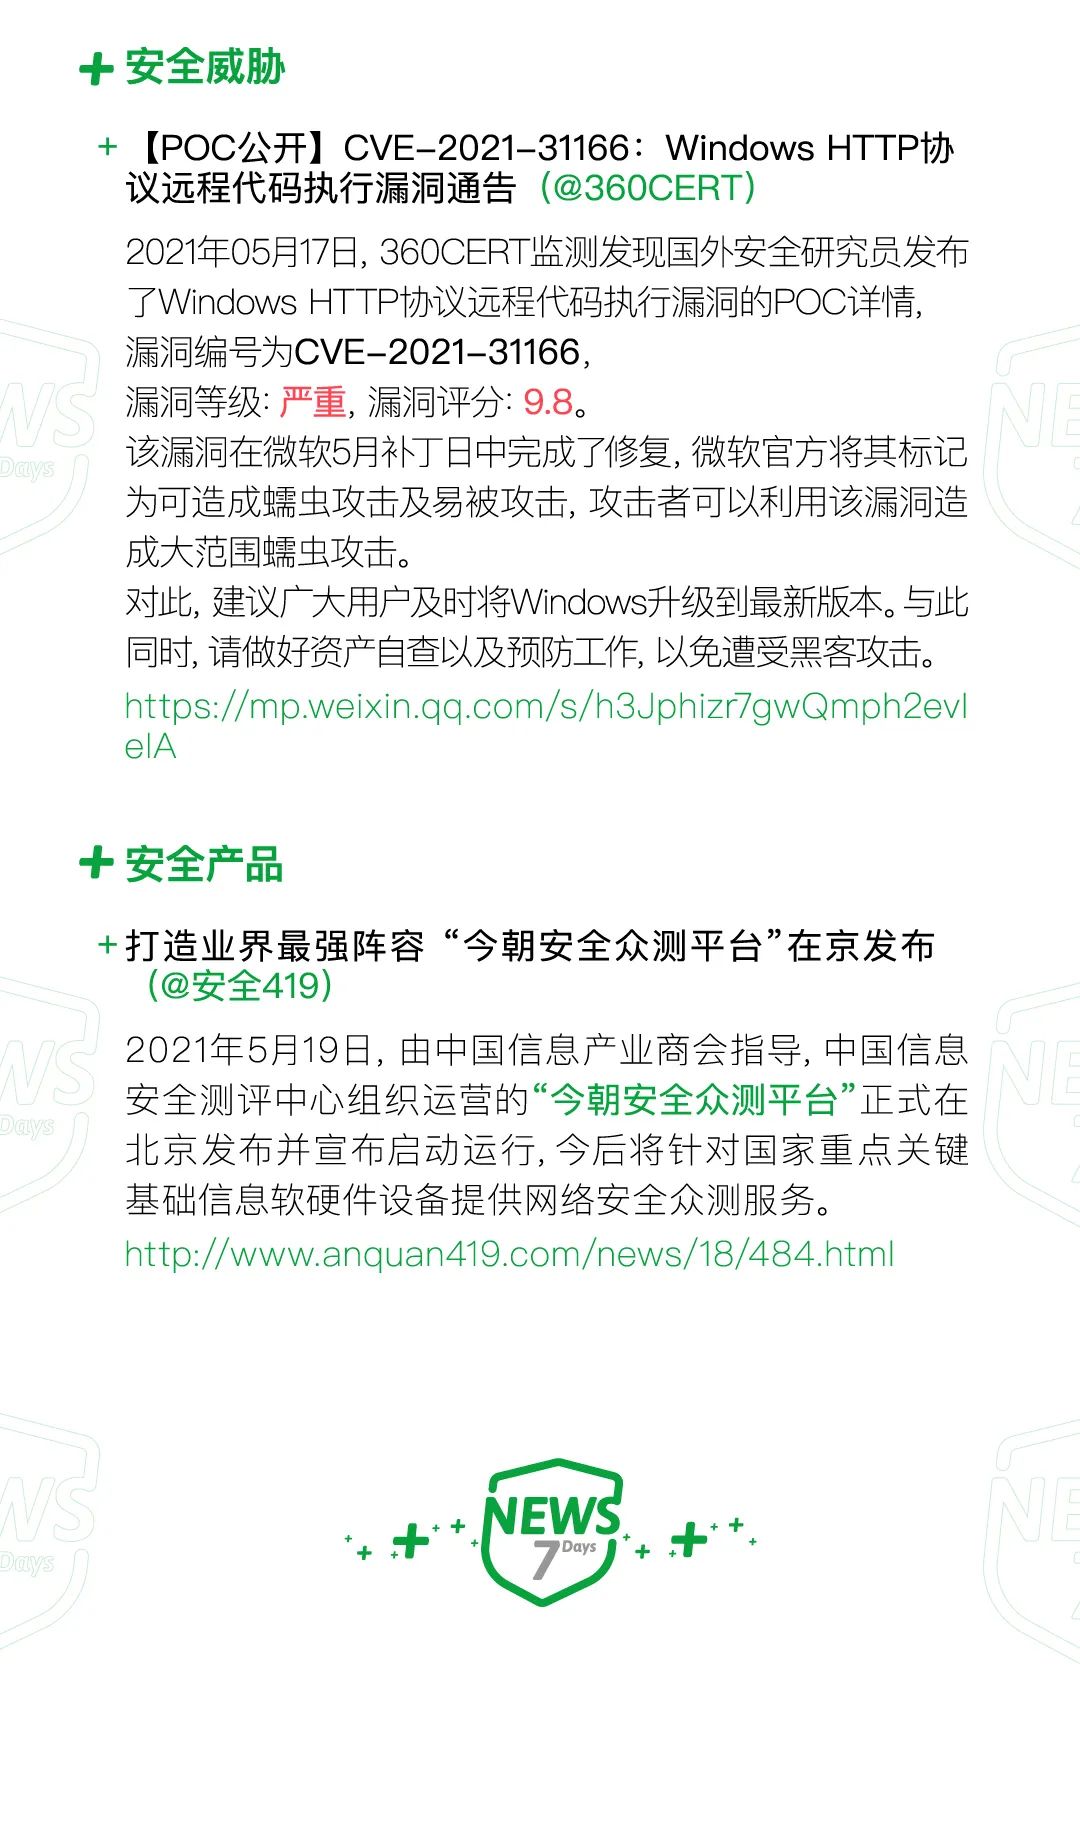 安全威胁
【POC公开】CVE-2021-31166：Windows HTTP协
议远程代码执行漏洞通告（@360CERT）
2021年05月17日, 360CERT监测发现国外安全研究员发布
了Windows HTTP协议远程代码执行漏洞的POC详情,
漏洞编号为CVE-2021-31166,
漏洞等级: 严重, 漏洞评分: 9.8。
该漏洞在微软5月补丁日中完成了修复, 微软官方将其标记
为可造成蠕虫攻击及易被攻击, 攻击者可以利用该漏洞造
成大范围蠕虫攻击。
对此, 建议广大用户及时将Windows升级到最新版本。与此
同时, 请做好资产自查以及预防工作, 以免遭受黑客攻击。
https://mp.weixin.qq.com/s/h3Jphizr7gwQmph2evI
eIA
安全产品
打造业界最强阵容 “今朝安全众测平台”在京发布
（@安全419）
2021年5月19日, 由中国信息产业商会指导, 中国信息
安全测评中心组织运营的“今朝安全众测平台”正式在
北京发布并宣布启动运行, 今后将针对国家重点关键
基础信息软硬件设备提供网络安全众测服务。
http://www.anquan419.com/news/18/484.html
NEWS
7 Days